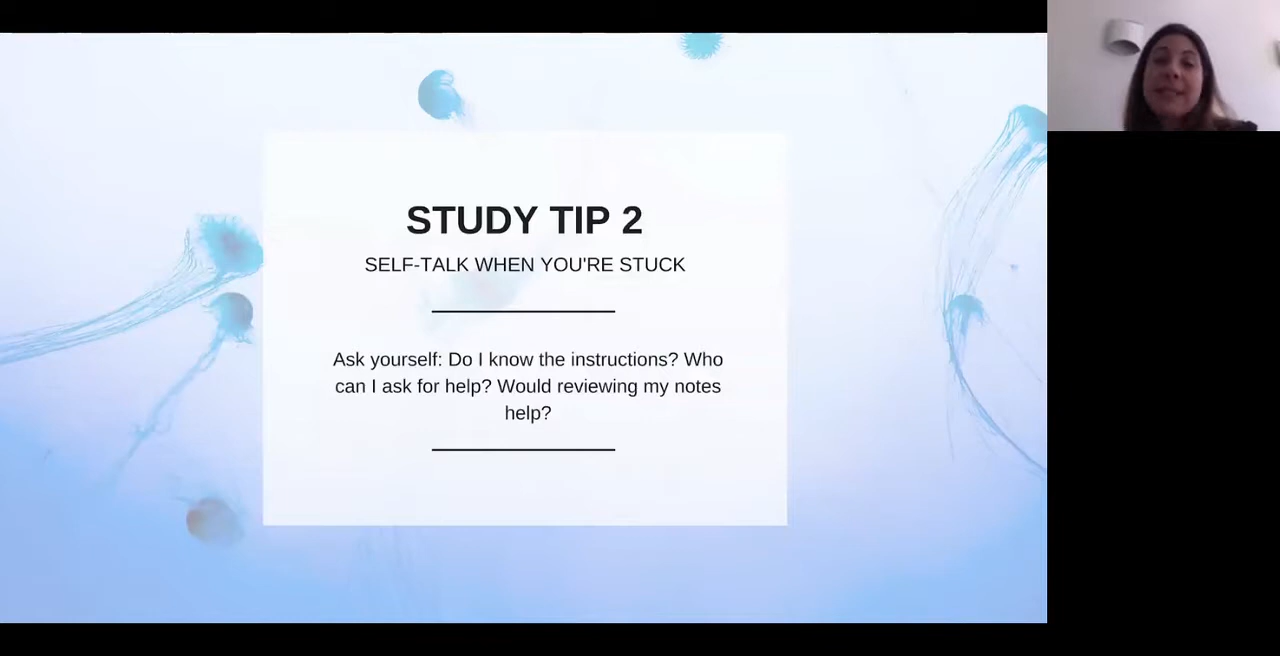 STUDY TIP 2
SELF-TALK WHEN YOU'RE STUCK
Ask yourself: Do I know the instructions? Who
can I ask for help? Would reviewing my notes
help?